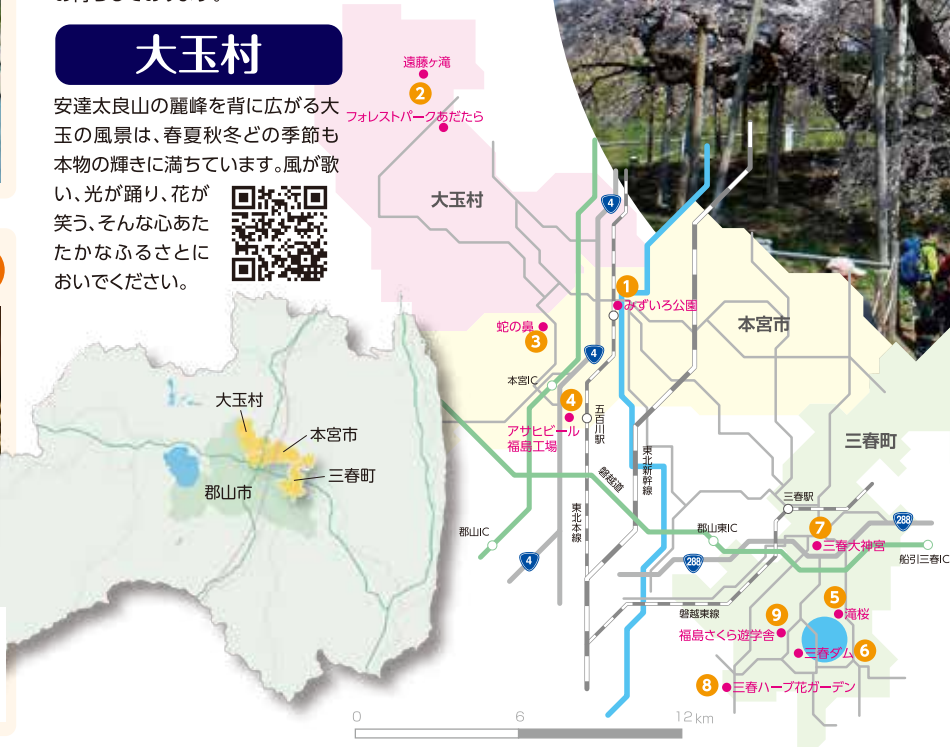 大玉村
安達太良山の麗峰を背に広がる大
玉の風景は、春夏秋冬どの季節も
本物の輝きに満ちています。風が歌
い、光が踊り、花が
笑う、そんな心あた
たかなふるさとに
おいでください。
遠藤ヶ滝
2
フォレストパークあだたら
大玉村
4
1
みずいろ公園
本宮市
蛇の鼻
3
4
本宮IC
4
アサヒビール
福島工場
五百川駅
三春町
東北新幹線
磐越道
三春駅
東北本線
郡山IC
郡山東IC
7
288
三春大神宮
船引三春IC
4
288
5
滝桜
磐越東線
9
福島さくら遊学舎
三春ダム
6
8
三春ハーブ花ガーデン
大玉村
本宮市
三春町
郡山市
0
6
12km